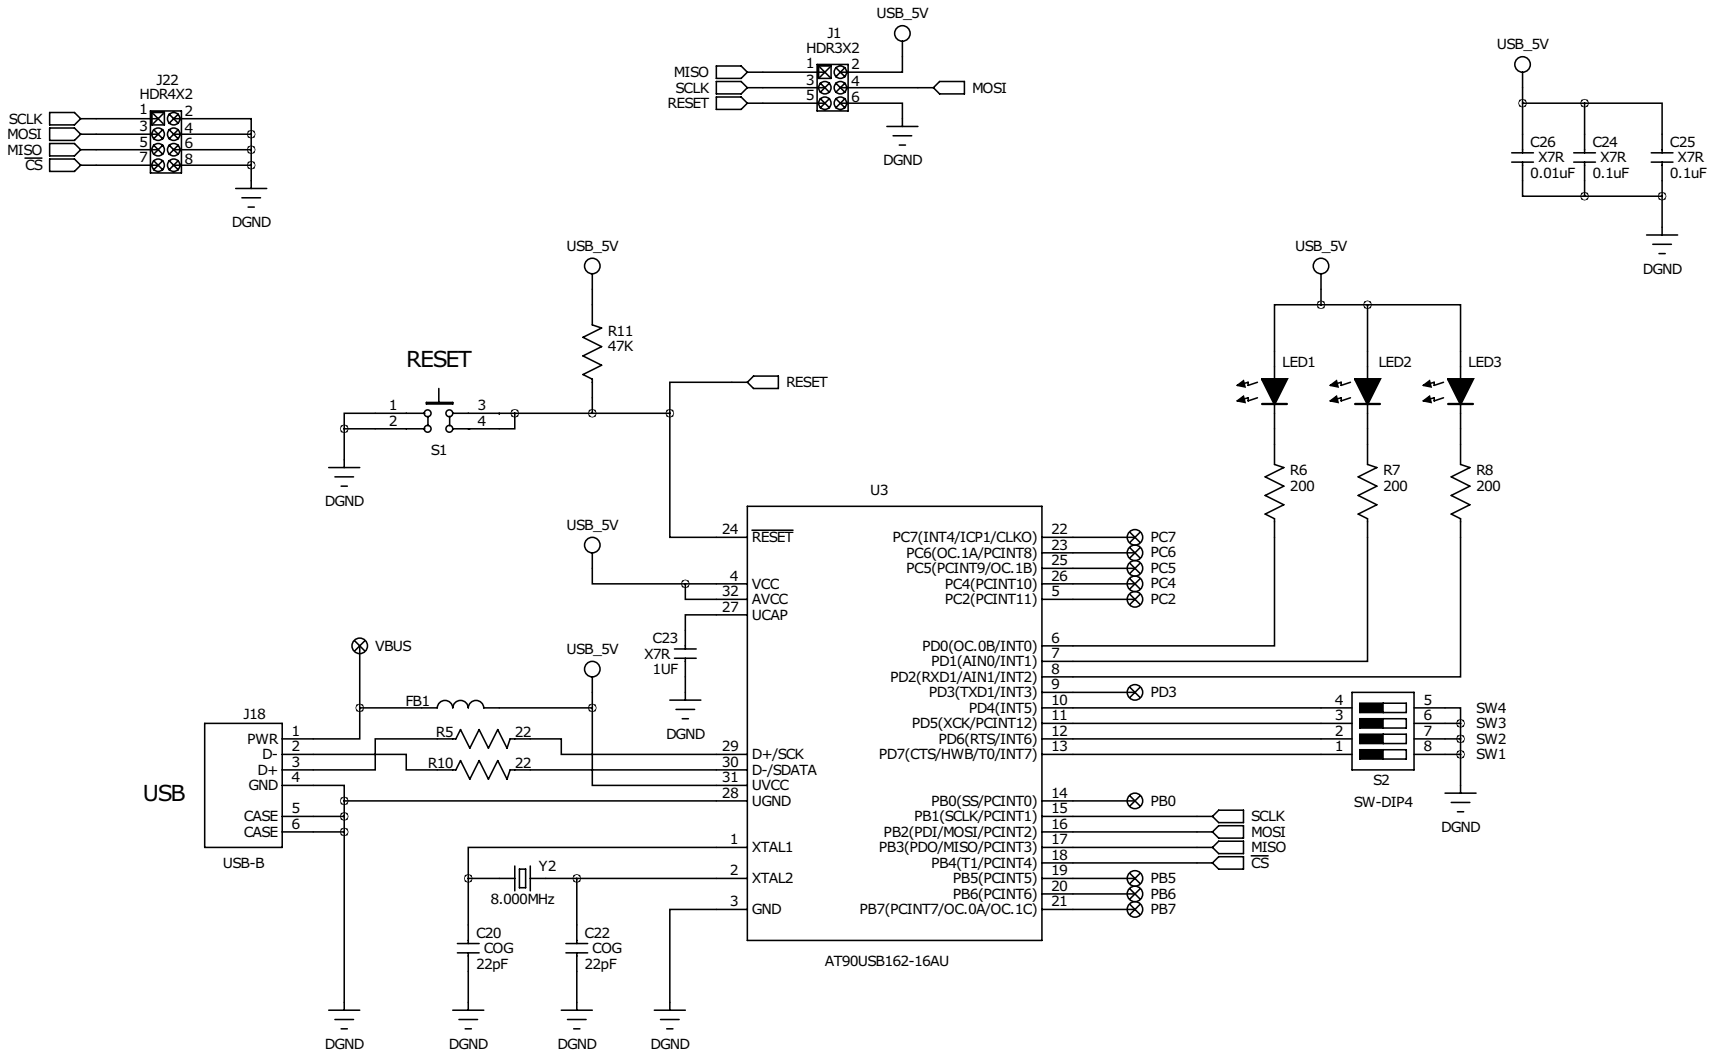 J22
HDR4X2
SCLK 1 2
MOSI 3 4
MISO 5 6
CS 7 8
DGND
USB_5V
J1
HDR3X2
MISO 1 2
SCLK 3 4 MOSI
RESET 5 6
DGND
USB_5V
C26
X7R
0.01uF
C24
X7R
0.1uF
C25
X7R
0.1uF
DGND
USB_5V
R11
47K
RESET
RESET
1 3
2 4
S1
DGND
USB_5V
LED1 LED2 LED3
R6
200
R7
200
R8
200
U3
USB_5V
24 RESET
4 VCC
32 AVCC
27 UCAP
C23
X7R
1UF
DGND
VBUS
USB_5V
FB1
J18
USB
PWR 1
D- 2
D+ 3
GND 4
CASE 5
CASE 6
USB-B
R5 22
R10 22
29 D+/SCK
30 D-/SDATA
31 UVCC
28 UGND
1 XTAL1
2 XTAL2
3 GND
Y2
8.000MHz
C20
COG
22pF
C22
COG
22pF
DGND
DGND
DGND
DGND
PC7(INT4/ICP1/CLKO) 22 PC7
PC6(OC.1A/PCINT8) 23 PC6
PC5(PCINT9/OC.1B) 25 PC5
PC4(PCINT10) 26 PC4
PC2(PCINT11) 5 PC2
PD0(OC.0B/INT0) 6
PD1(AIN0/INT1) 7
PD2(RXD1/AIN1/INT2) 8
PD3(TXD1/INT3) 9 PD3
PD4(INT5) 10 4 5 SW4
PD5(XCK/PCINT12) 11 3 6 SW3
PD6(RTS/INT6) 12 2 7 SW2
PD7(CTS/HWB/T0/INT7) 13 1 8 SW1
S2
SW-DIP4
DGND
PB0(SS/PCINT0) 14 PB0
PB1(SCLK/PCINT1) 15 SCLK
PB2(PDI/MOSI/PCINT2) 16 MOSI
PB3(PDO/MISO/PCINT3) 17 MISO
PB4(T1/PCINT4) 18 CS
PB5(PCINT5) 19 PB5
PB6(PCINT6) 20 PB6
PB7(PCINT7/OC.0A/OC.1C) 21 PB7
AT90USB162-16AU